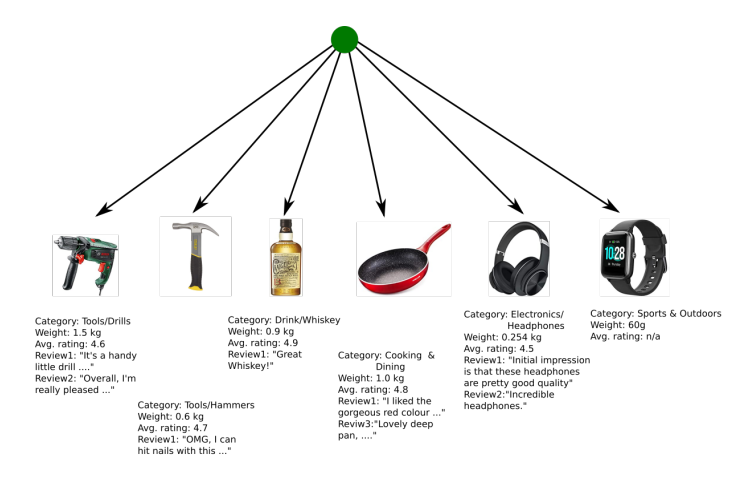 Category: Tools/Drills
Weight: 1.5 kg
Avg. rating: 4.6
Review1: "It's a handy
little drill ...."
Review2: "Overall, I'm
really pleased ..."
Category: Tools/Hammers
Weight: 0.6 kg
Avg. rating: 4.7
Review1: "OMG, I can
hit nails with this ..."
Category: Drink/Whiskey
Weight: 0.9 kg
Avg. rating: 4.9
Review1: "Great
Whiskey!"
Category: Cooking &
Dining
Weight: 1.0 kg
Avg. rating: 4.8
Review1: "I liked the
gorgeous red colour ..."
Reviw3:"Lovely deep
pan, ...."
Category: Electronics/
Headphones
Weight: 0.254 kg
Avg. rating: 4.5
Review1: "Initial impression
is that these headphones
are pretty good quality"
Review2:"Incredible
headphones."
10:28
Category: Sports & Outdoors
Weight: 60g
Avg. rating: n/a